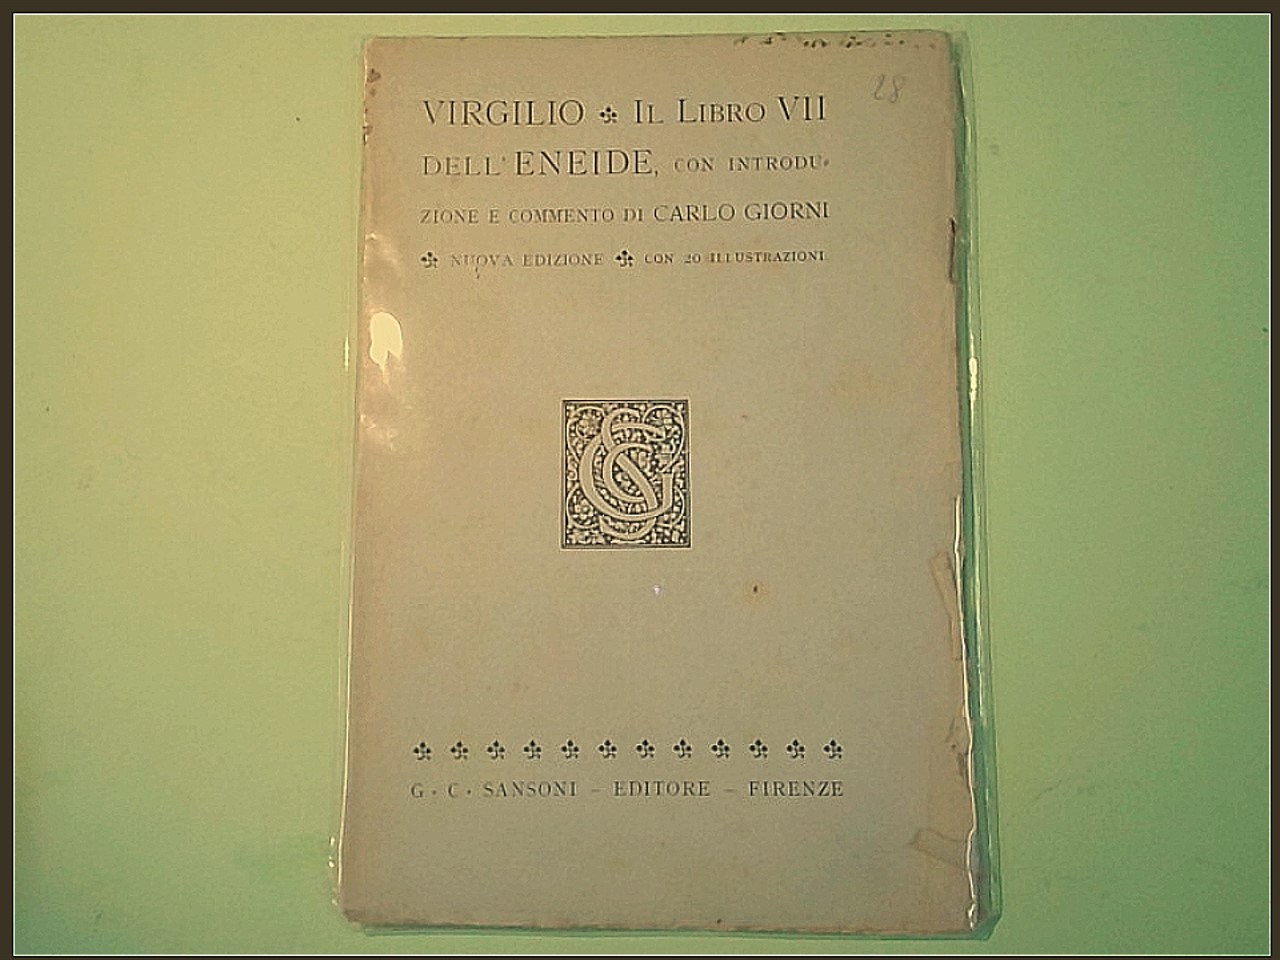 28
VIRGILIO ✤ IL LIBRO VII
DELL' ENEIDE, CON INTRODU-
ZIONE E COMMENTO DI CARLO GIORNI
✤ NUOVA EDIZIONE ✤ CON 20 ILLUSTRAZIONI
G · C · SANSONI – EDITORE – FIRENZE